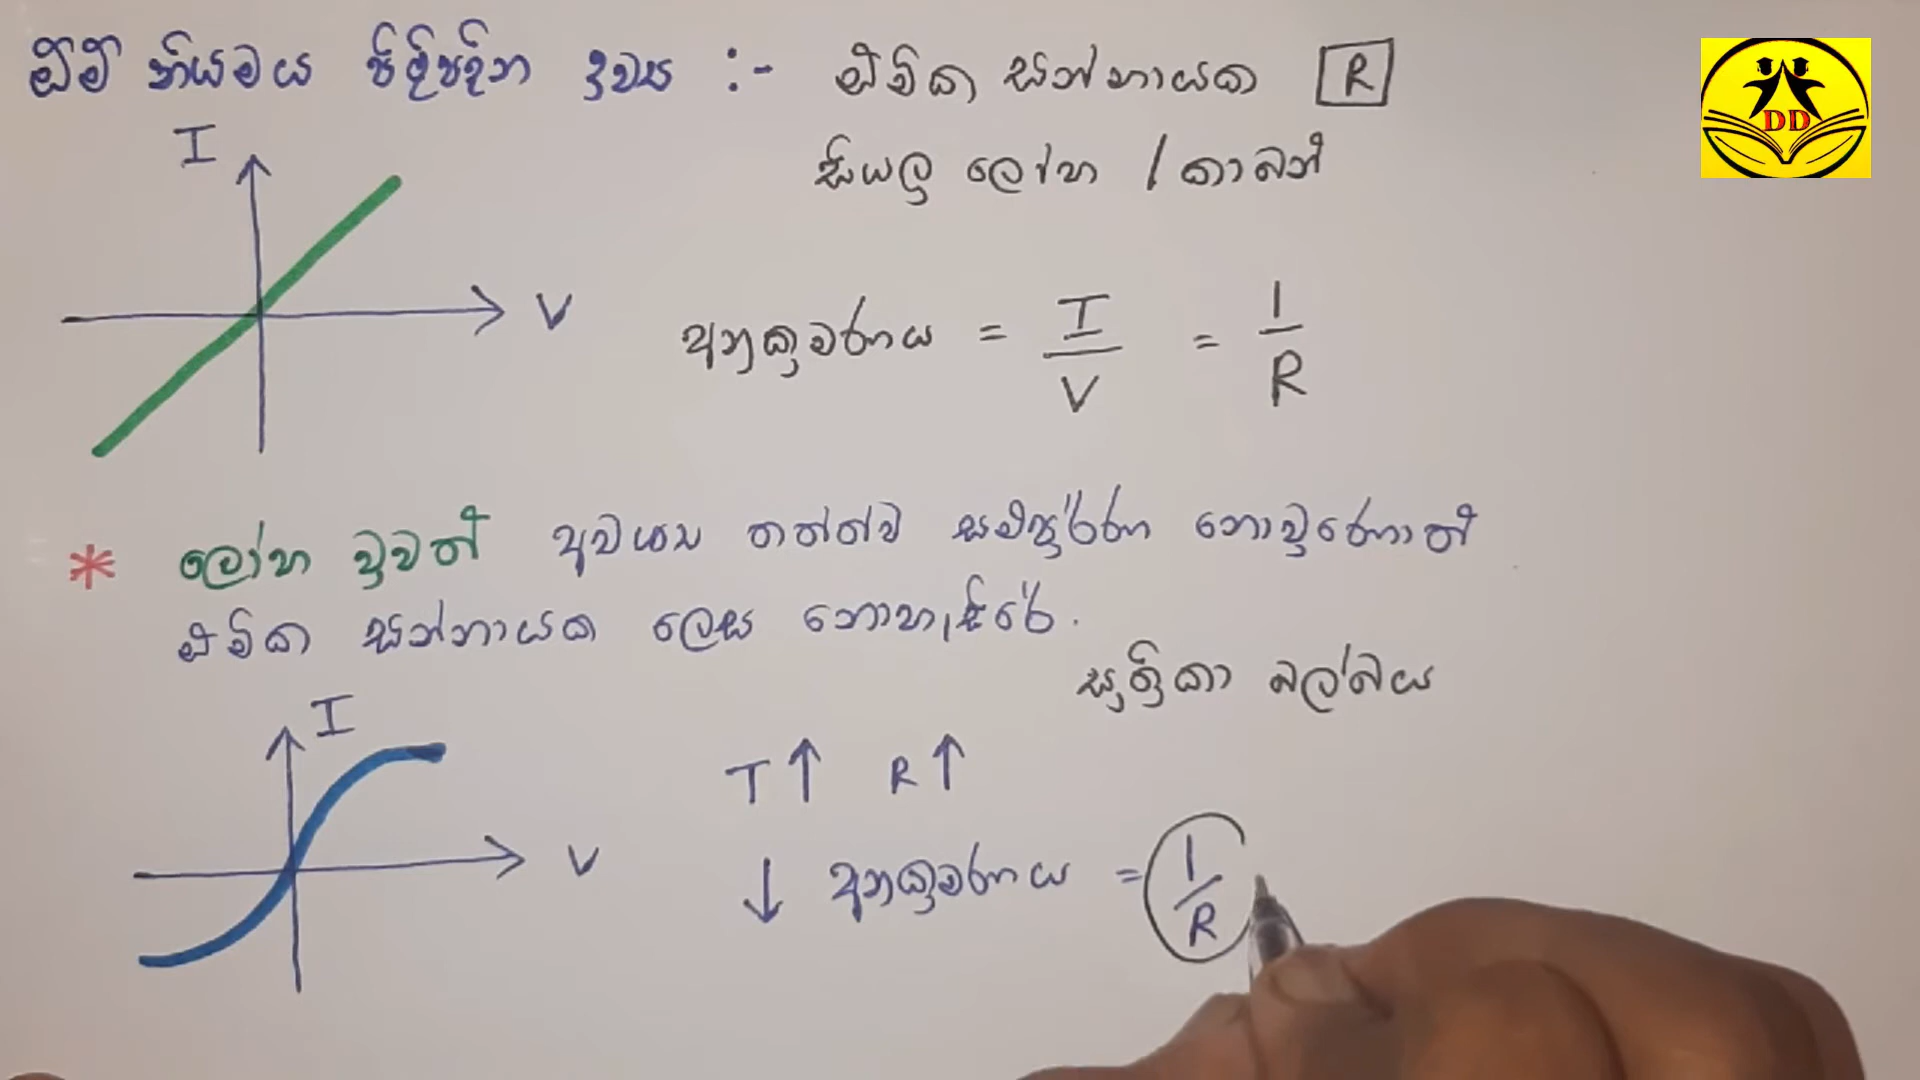 ඕම් නියමය පිළිපදින ද්‍රව්‍ය :- ඕමික සන්නායක R
සියලු ලෝහ / කාබන්
I
V
අනුක්‍රමණය = I/V = 1/R
* ලෝහ වුවත් අවශ්‍ය තත්ත්ව සම්පූර්ණ නොවුණොත්
ඕමික සන්නායක ලෙස නොහැසිරේ.
සූත්‍රිකා බල්බය
I
V
T↑ R↑
↓ අනුක්‍රමණය = 1/R
DD